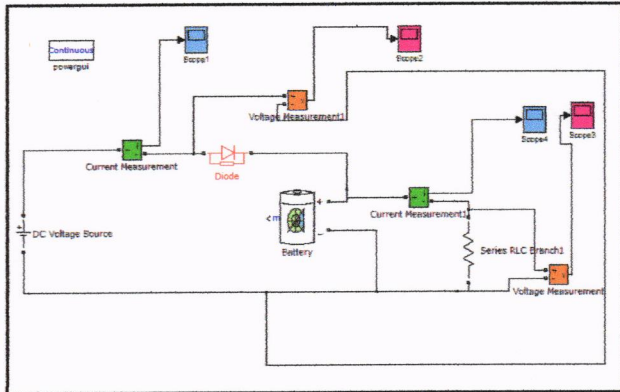 Continuous
powergui
Scope1
Scope2
Voltage Measurement1
Scope4
Scope3
Current Measurement
Diode
DC Voltage Source
< m
+
-
Battery
Current Measurement1
Series RLC Branch1
Voltage Measurement